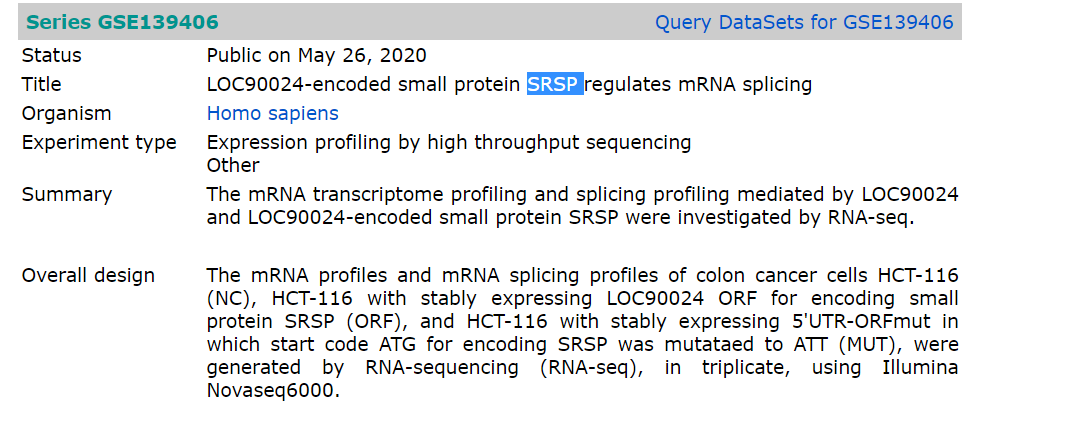 Series GSE139406 Query DataSets for GSE139406
Status Public on May 26, 2020
Title LOC90024-encoded small protein SRSP regulates mRNA splicing
Organism Homo sapiens
Experiment type Expression profiling by high throughput sequencing
Other
Summary The mRNA transcriptome profiling and splicing profiling mediated by LOC90024
and LOC90024-encoded small protein SRSP were investigated by RNA-seq.
Overall design The mRNA profiles and mRNA splicing profiles of colon cancer cells HCT-116
(NC), HCT-116 with stably expressing LOC90024 ORF for encoding small
protein SRSP (ORF), and HCT-116 with stably expressing 5'UTR-ORFmut in
which start code ATG for encoding SRSP was mutataed to ATT (MUT), were
generated by RNA-sequencing (RNA-seq), in triplicate, using Illumina
Novaseq6000.